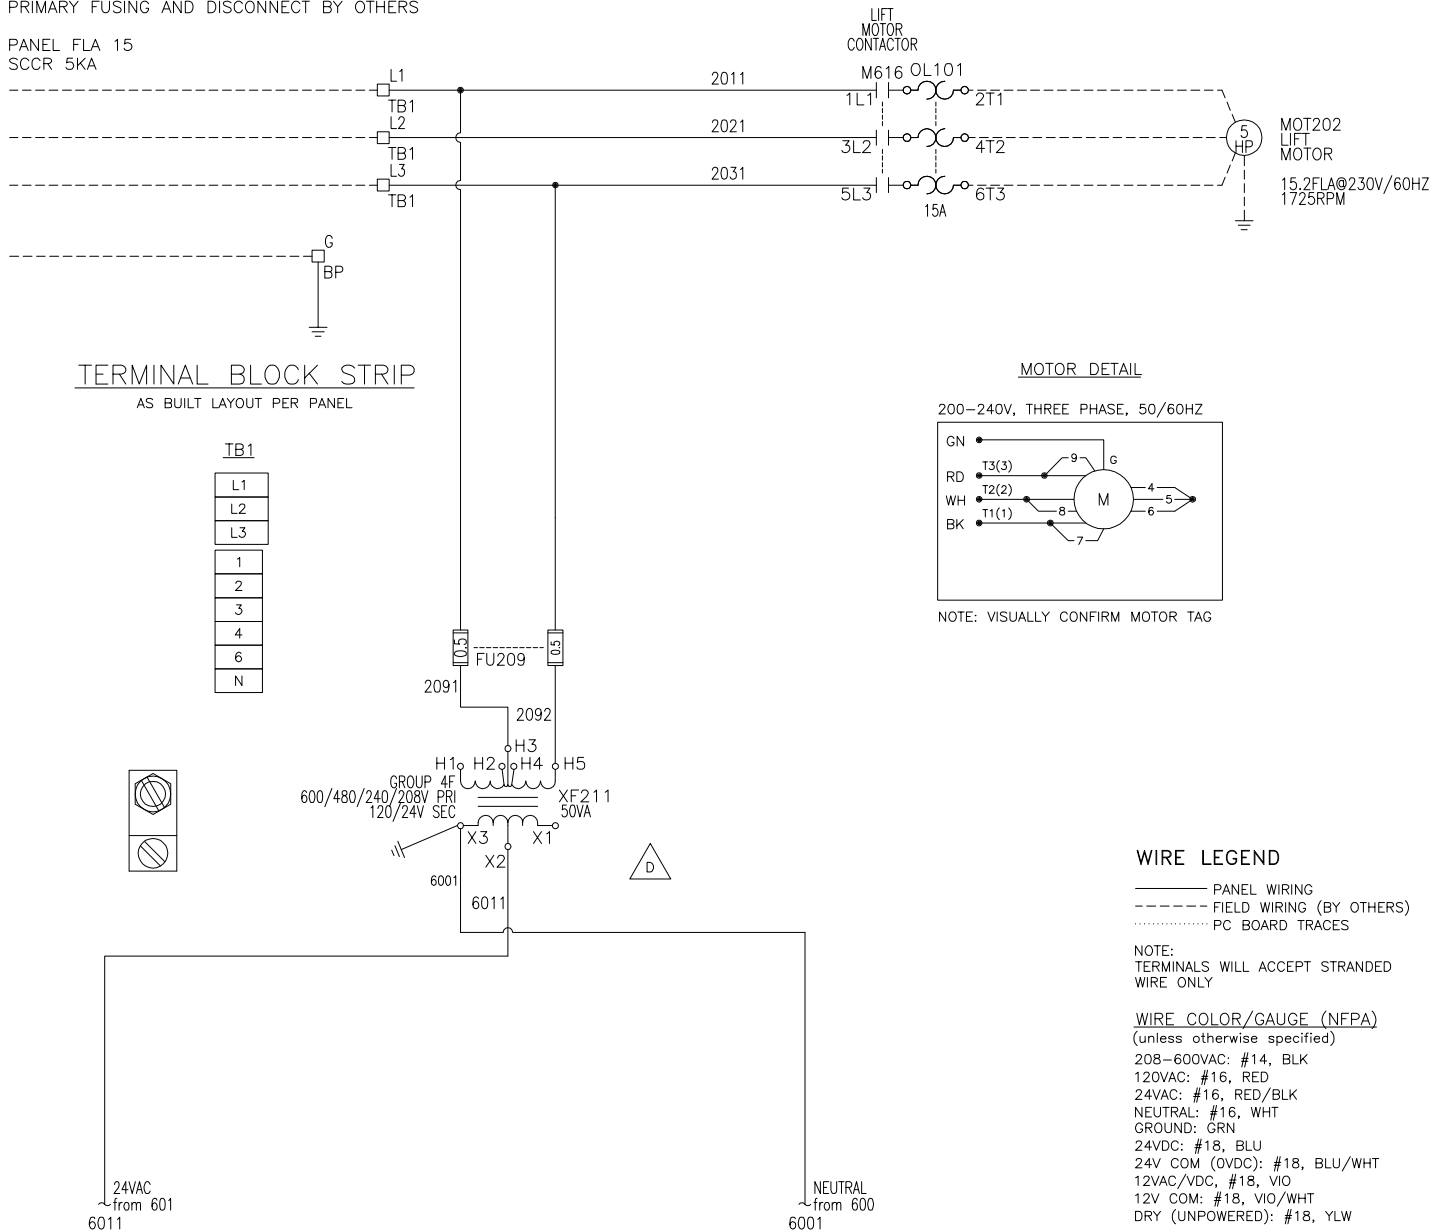 PRIMARY FUSING AND DISCONNECT BY OTHERS
PANEL FLA 15
SCCR 5KA
LIFT
MOTOR
CONTACTOR
L1
TB1
2011
M616
OL101
1L1
2T1
L2
TB1
2021
3L2
4T2
L3
TB1
2031
5L3
6T3
15A
5
HP
MOT202
LIFT
MOTOR
15.2FLA@230V/60HZ
1725RPM
G
BP
TERMINAL BLOCK STRIP
AS BUILT LAYOUT PER PANEL
TB1
L1
L2
L3
1
2
3
4
6
N
MOTOR DETAIL
200-240V, THREE PHASE, 50/60HZ
GN
RD
WH
BK
T3(3)
T2(2)
T1(1)
9
G
8
7
M
4
5
6
NOTE: VISUALLY CONFIRM MOTOR TAG
0.5
FU209
0.5
2091
2092
H3
H1
H2
H4
H5
GROUP 4F
600/480/240/208V PRI
120/24V SEC
XF211
50VA
X3
X1
X2
6001
6011
D
WIRE LEGEND
PANEL WIRING
FIELD WIRING (BY OTHERS)
PC BOARD TRACES
NOTE:
TERMINALS WILL ACCEPT STRANDED
WIRE ONLY
WIRE COLOR/GAUGE (NFPA)
(unless otherwise specified)
208-600VAC: #14, BLK
120VAC: #16, RED
24VAC: #16, RED/BLK
NEUTRAL: #16, WHT
GROUND: GRN
24VDC: #18, BLU
24V COM (0VDC): #18, BLU/WHT
12VAC/VDC, #18, VIO
12V COM: #18, VIO/WHT
DRY (UNPOWERED): #18, YLW
24VAC
from 601
6011
NEUTRAL
from 600
6001